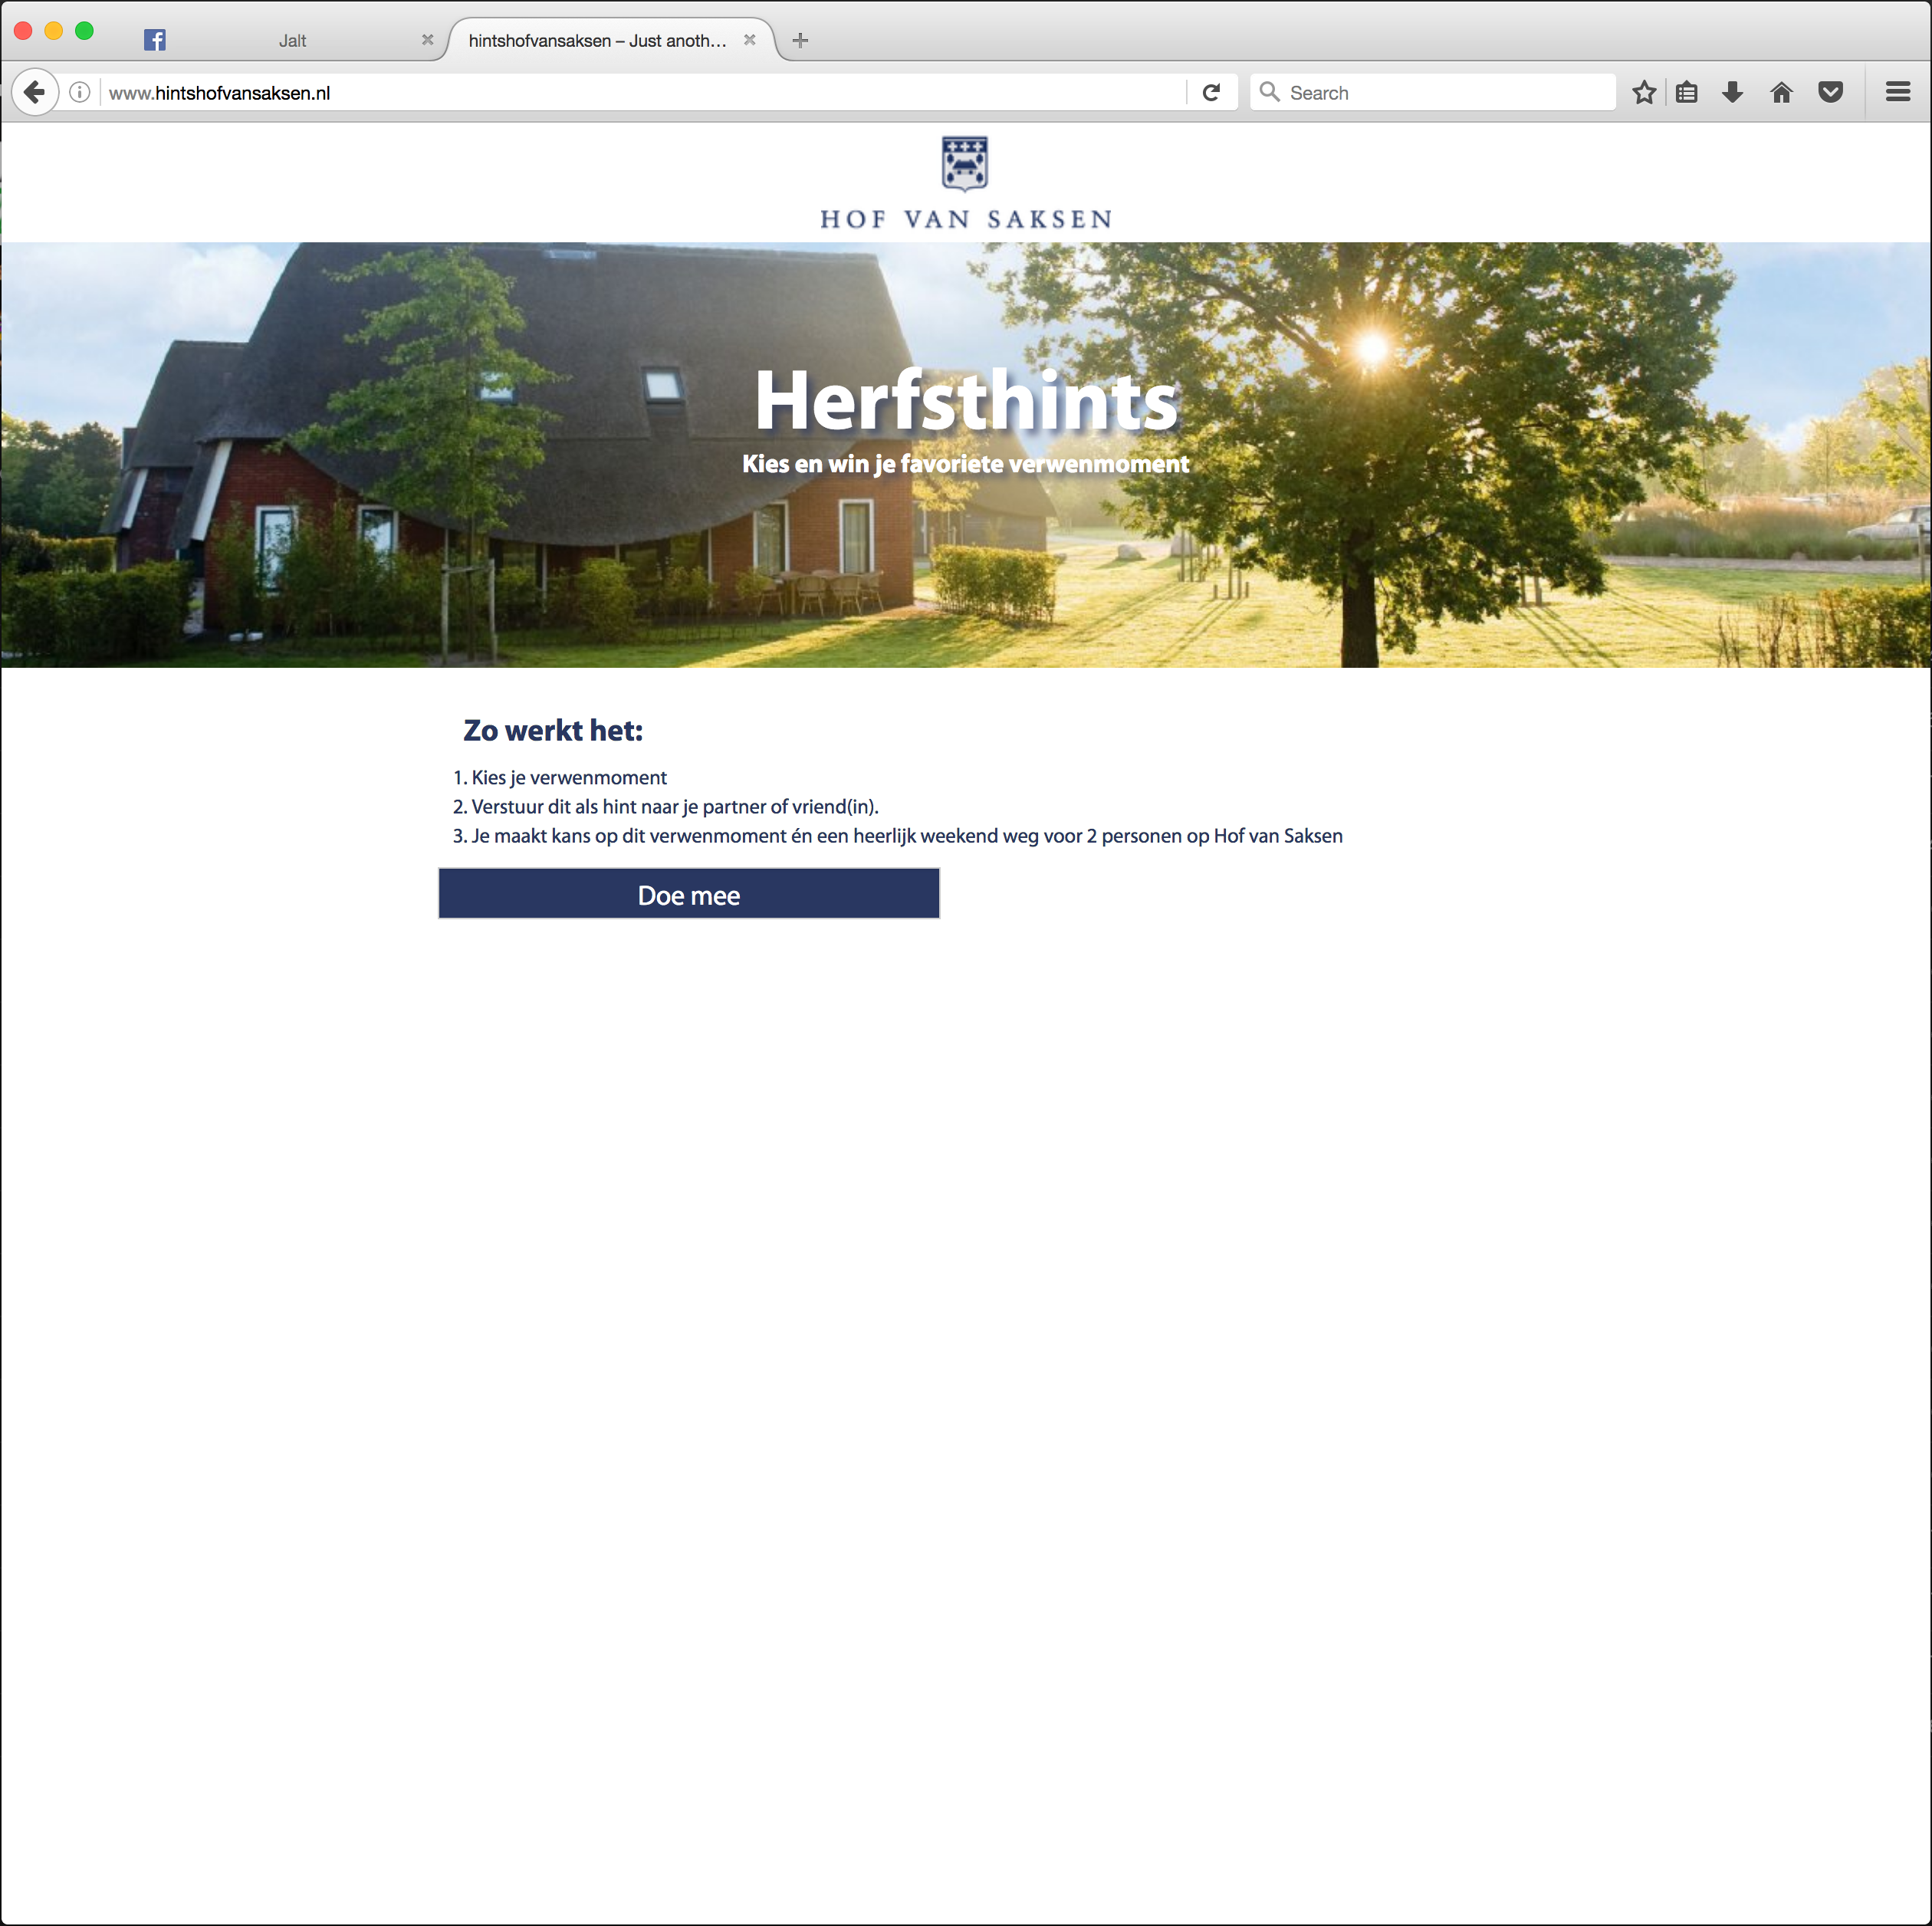 Jalt
hintshofvansaksen – Just anoth...
www.hintshofvansaksen.nl
Search
HOF VAN SAKSEN
Herfsthints
Kies en win je favoriete verwenmoment
Zo werkt het:
1. Kies je verwenmoment
2. Verstuur dit als hint naar je partner of vriend(in).
3. Je maakt kans op dit verwenmoment én een heerlijk weekend weg voor 2 personen op Hof van Saksen
Doe mee